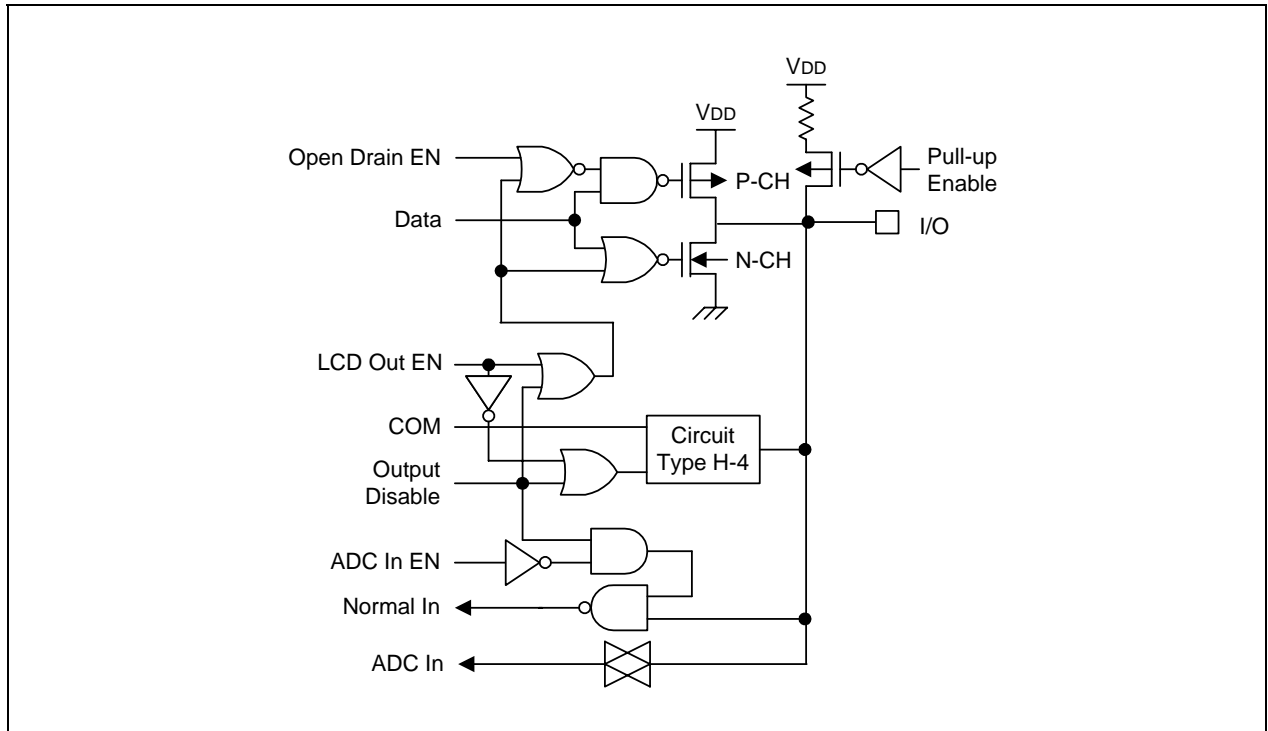 VDD
VDD
Open Drain EN
P-CH
Pull-up
Enable
Data
I/O
N-CH
LCD Out EN
COM
Circuit
Type H-4
Output
Disable
ADC In EN
Normal In
ADC In